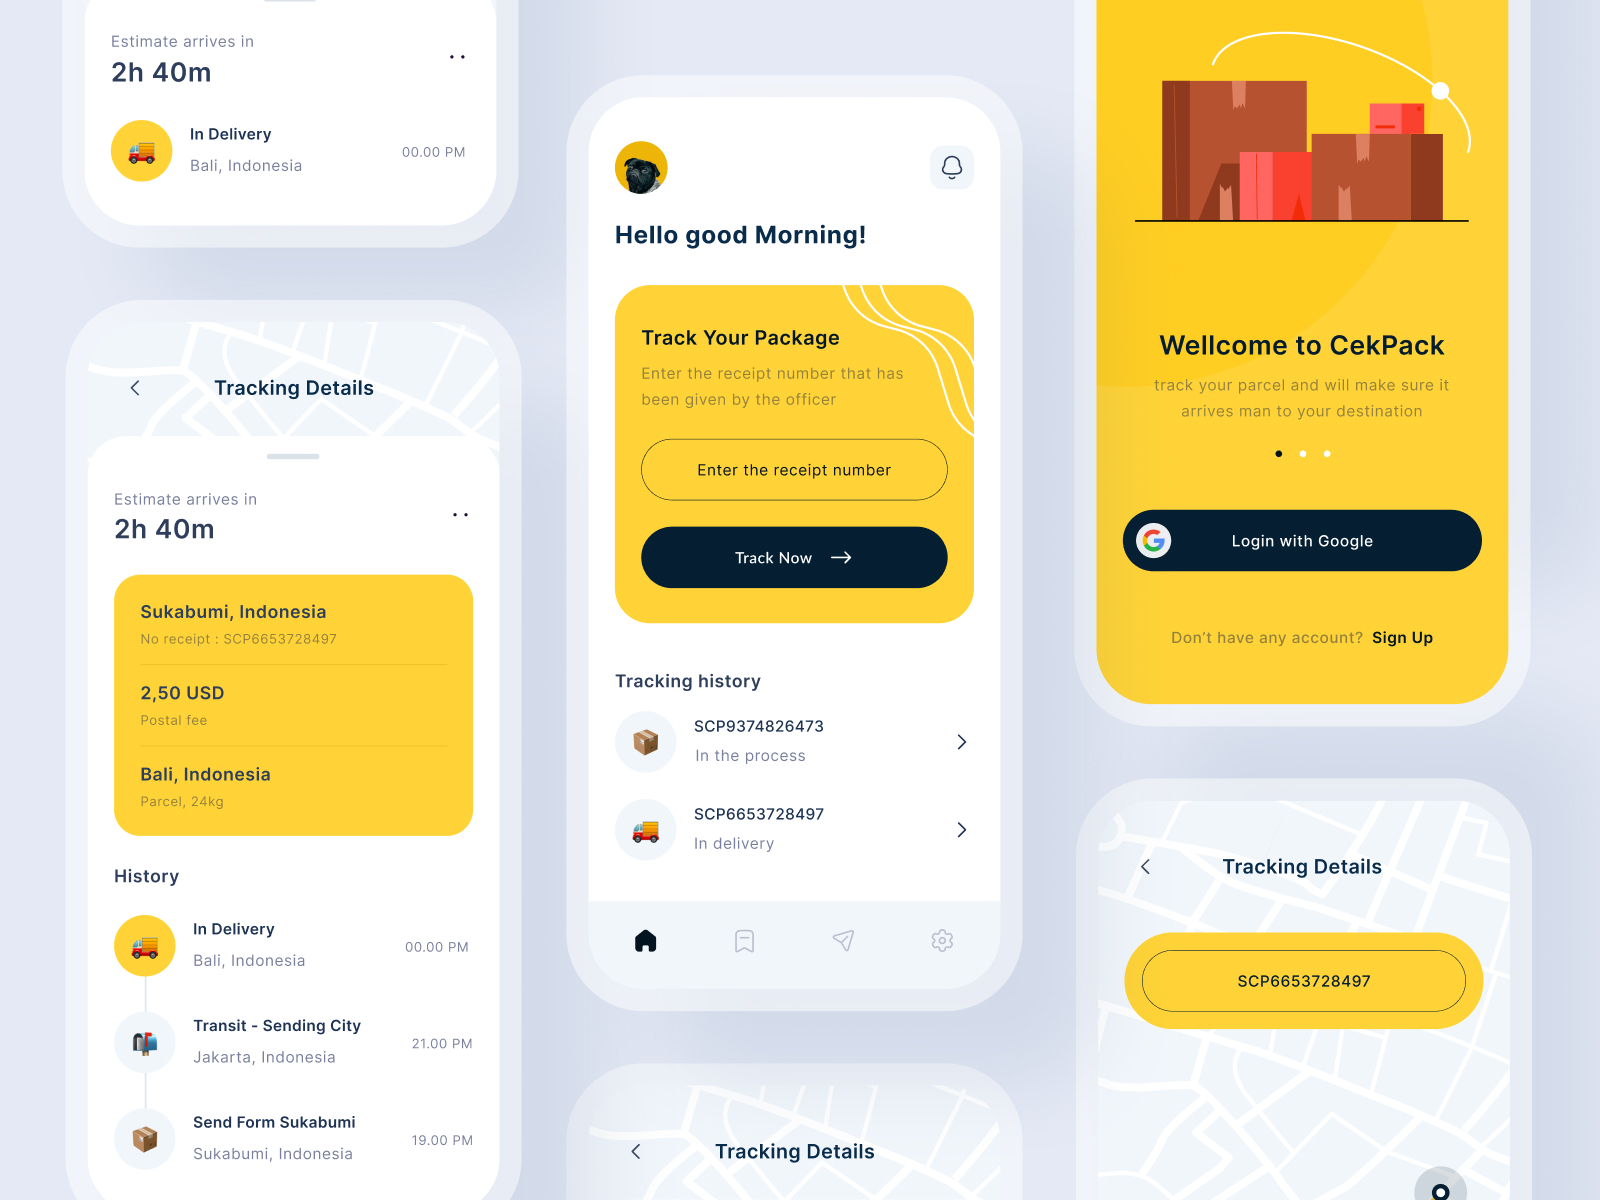 Estimate arrives in
2h 40m
In Delivery
Bali, Indonesia
00.00 PM
Tracking Details
Estimate arrives in
2h 40m
Sukabumi, Indonesia
No receipt : SCP6653728497
2,50 USD
Postal fee
Bali, Indonesia
Parcel, 24kg
History
In Delivery
Bali, Indonesia
00.00 PM
Transit - Sending City
Jakarta, Indonesia
21.00 PM
Send Form Sukabumi
Sukabumi, Indonesia
19.00 PM
Hello good Morning!
Track Your Package
Enter the receipt number that has
been given by the officer
Enter the receipt number
Track Now
Tracking history
SCP9374826473
In the process
SCP6653728497
In delivery
Tracking Details
Wellcome to CekPack
track your parcel and will make sure it
arrives man to your destination
Login with Google
Don't have any account? Sign Up
Tracking Details
SCP6653728497